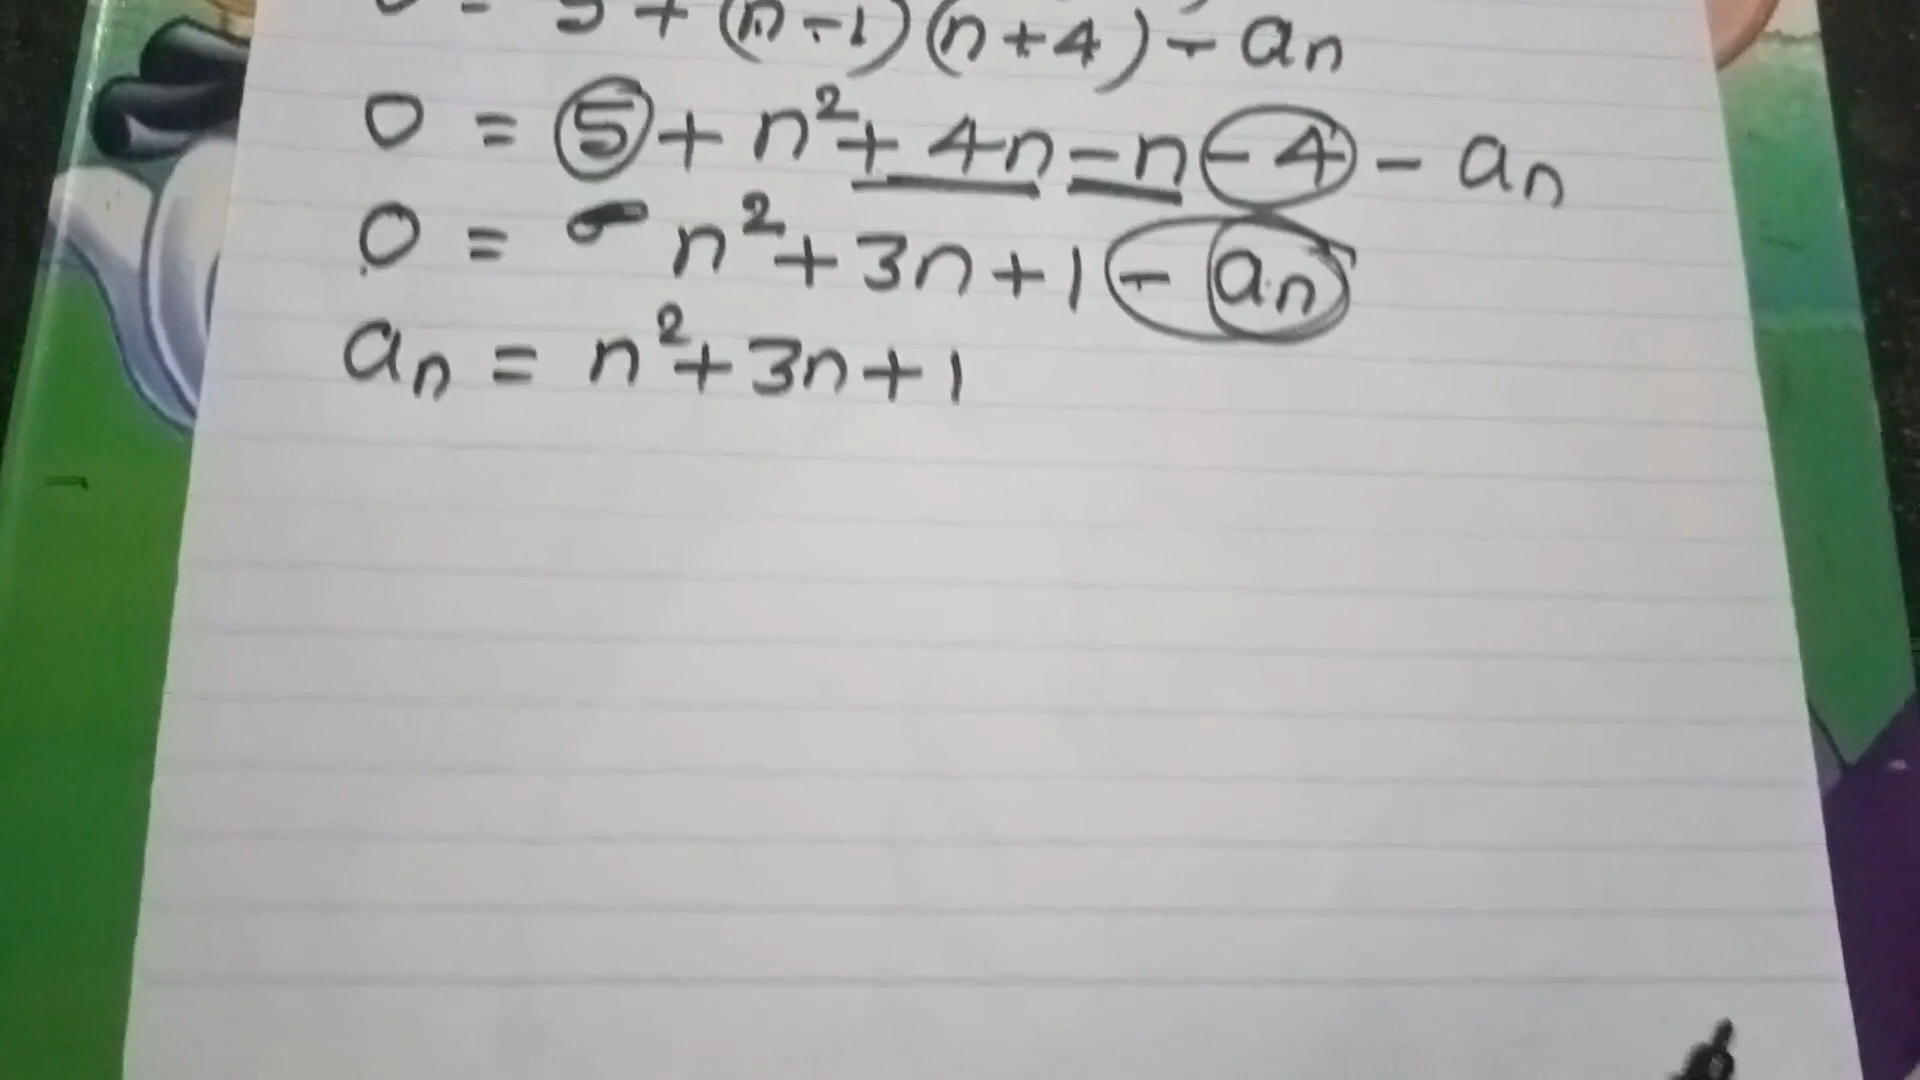 0 = 5 + (n-1)(n+4) - an
0 = 5 + n² + 4n - n - 4 - an
0 = n² + 3n + 1 - an
an = n² + 3n + 1